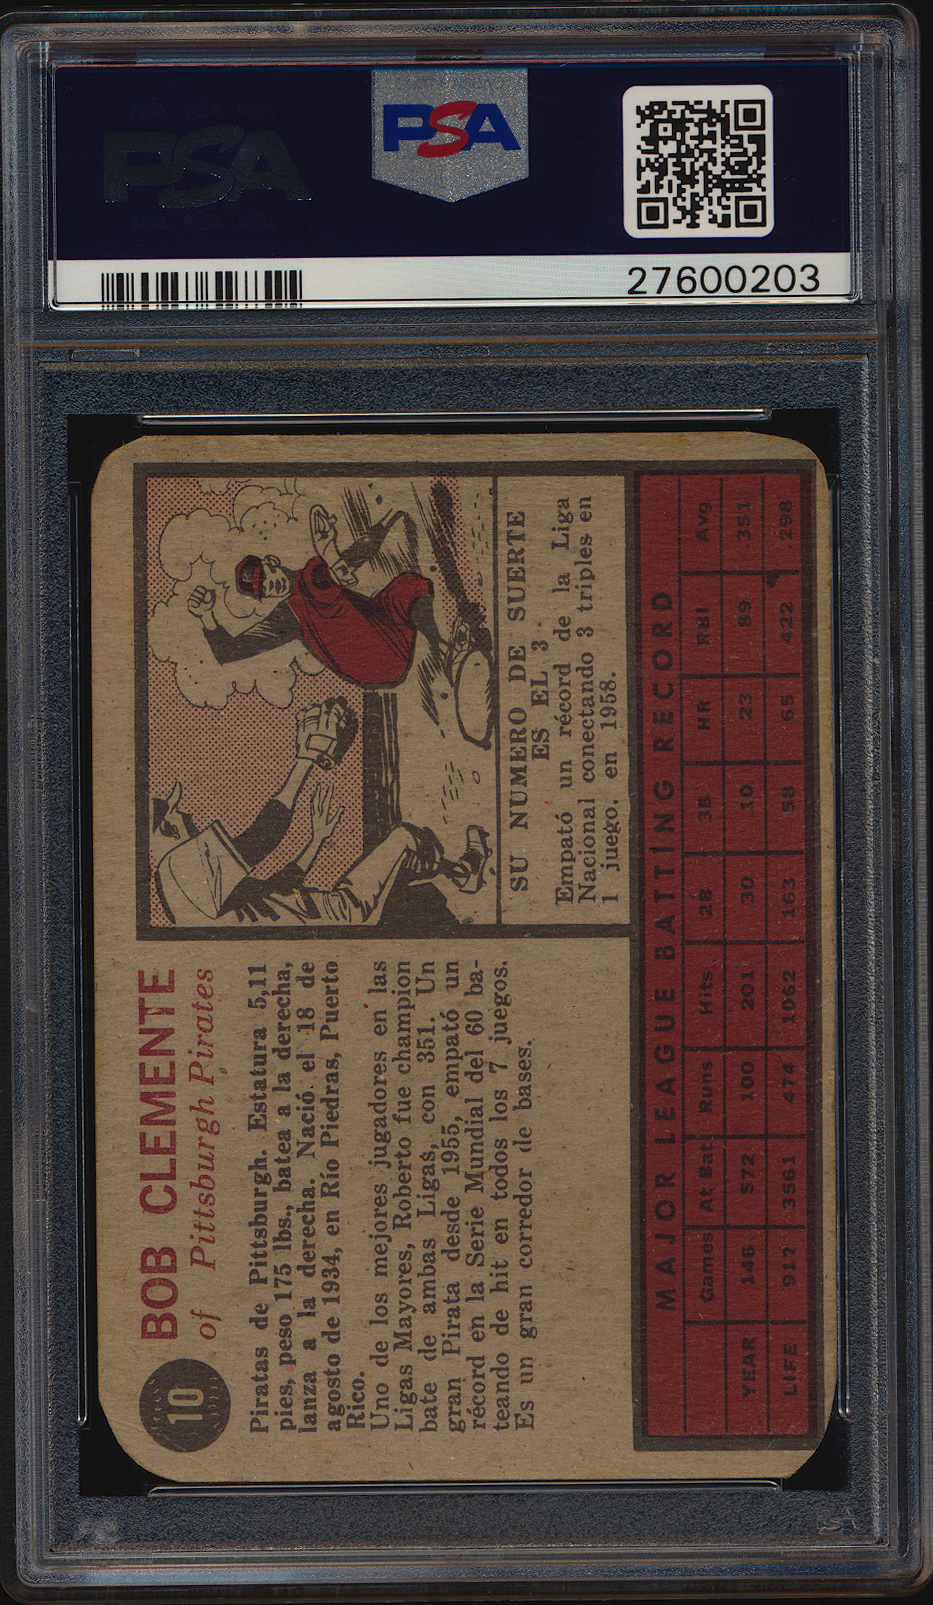 PSA
PSA
27600203
10
BOB CLEMENTE
of Pittsburgh Pirates
Piratas de Pittsburgh. Estatura 5,11
pies, peso 175 lbs., batea a la derecha,
lanza a la derecha. Nació el 18 de
agosto de 1934, en Río Piedras, Puerto
Rico.
Uno de los mejores jugadores en las
Ligas Mayores, Roberto fue champion
bate de ambas Ligas, con 351. Un
gran Pirata desde 1955, empató un
récord en la Serie Mundial del 60 ba-
teando de hit en todos los 7 juegos.
Es un gran corredor de bases.
SU NUMERO DE SUERTE
ES EL 3
Empató un récord de la Liga
Nacional conectando 3 triples en
1 juego. en 1958.
MAJOR LEAGUE BATTING RECORD
Games At Bat Runs Hits 2B 3B HR RBI Avg
YEAR 146 572 100 201 30 10 23 89 .351
LIFE 917 3561 474 1062 163 58 65 422 .298